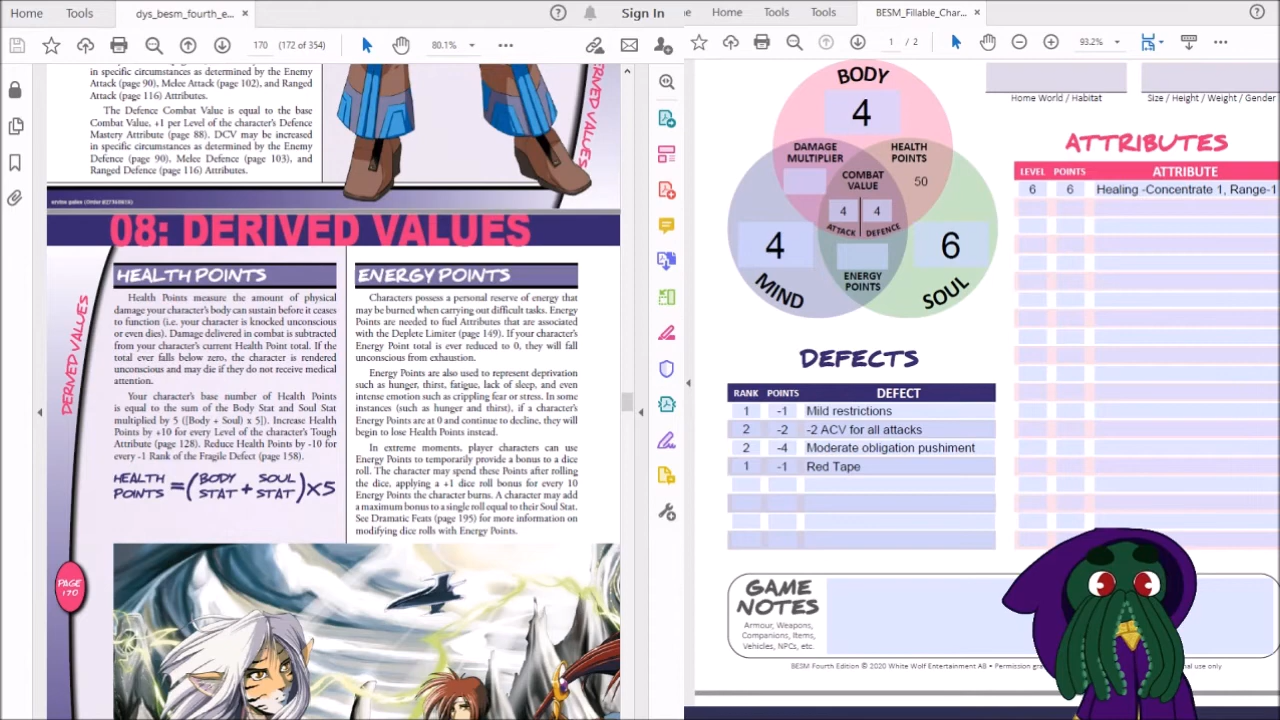 Home
Tools
dys_besm_fourth_e...
Sign In
170 (172 of 354)
80.1%
in specific circumstances as determined by the Enemy
Attack (page 90), Melee Attack (page 102), and Ranged
Attack (page 116) Attributes.
The Defence Combat Value is equal to the base
Combat Value, +1 per Level of the character's Defence
Mastery Attribute (page 88). DCV may be increased
in specific circumstances as determined by the Enemy
Defence (page 90), Melee Defence (page 103), and
Ranged Defence (page 116) Attributes.
ERVED VALUES
08: DERIVED VALUES
DERIVED VALUES
HEALTH POINTS
Health Points measure the amount of physical
damage your character's body can sustain before it ceases
to function (i.e. your character is knocked unconscious
or even dies). Damage delivered in combat is subtracted
from your character's current Health Point total. If the
total ever falls below zero, the character is rendered
unconscious and may die if they do not receive medical
attention.
Your character's base number of Health Points
is equal to the sum of the Body Stat and Soul Stat
multiplied by 5 ([Body + Soul) x 5]). Increase Health
Points by +10 for every Level of the character's Tough
Attribute (page 128). Reduce Health Points by -10 for
every -1 Rank of the Fragile Defect (page 158).
HEALTH POINTS = (BODY STAT + SOUL STAT) X5
PAGE
170
ENERGY POINTS
Characters possess a personal reserve of energy that
may be burned when carrying out difficult tasks. Energy
Points are needed to fuel Attributes that are associated
with the Deplete Limiter (page 149). If your character's
Energy Point total is ever reduced to 0, they will fall
unconscious from exhaustion.
Energy Points are also used to represent deprivation
such as hunger, thirst, fatigue, lack of sleep, and even
intense emotion such as crippling fear or stress. In some
instances (such as hunger and thirst), if a character's
Energy Points are at 0 and continue to decline, they will
begin to lose Health Points instead.
In extreme moments, player characters can use
Energy Points to temporarily provide a bonus to a dice
roll. The character may spend these Points after rolling
the dice, applying a +1 dice roll bonus for every 10
Energy Points the character burns. A character may add
a maximum bonus to a single roll equal to their Soul Stat.
See Dramatic Feats (page 195) for more information on
modifying dice rolls with Energy Points.
me
Home
Tools
Tools
BESM_Fillable_Char...
1 / 2
93.2%
Home World / Habitat
Size / Height / Weight / Gender
BODY
4
DAMAGE
MULTIPLIER
HEALTH
POINTS
50
COMBAT
VALUE
4
4
ATTACK
DEFENCE
4
6
ENERGY
POINTS
MIND
SOUL
ATTRIBUTES
LEVEL POINTS ATTRIBUTE
6 6 Healing -Concentrate 1, Range-1
DEFECTS
RANK POINTS DEFECT
1 -1 Mild restrictions
2 -2 -2 ACV for all attacks
2 -4 Moderate obligation pushiment
1 -1 Red Tape
GAME
NOTES
Armour, Weapons,
Companions, Items,
Vehicles, NPCs, etc.
BESM Fourth Edition © 2020 White Wolf Entertainment AB • Permission gra
nal use only